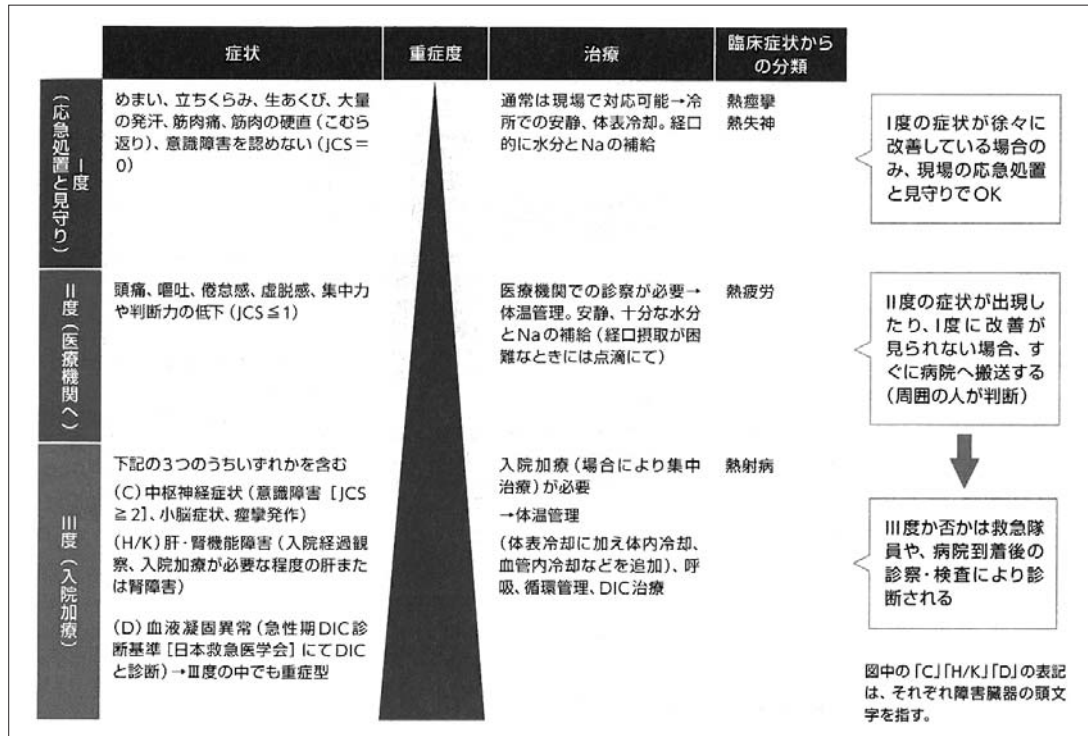 症状
重症度
治療
臨床症状から
の分類
I度
(応急処置と見守り)
めまい、立ちくらみ、生あくび、大量
の発汗、筋肉痛、筋肉の硬直(こむら
返り)、意識障害を認めない(JCS=
0)
通常は現場で対応可能→冷
所での安静、体表冷却。経口
的に水分とNaの補給
熱痙攣
熱失神
I度の症状が徐々に
改善している場合の
み、現場の応急処置
と見守りでOK
II度(医療機関へ)
頭痛、嘔吐、倦怠感、虚脱感、集中力
や判断力の低下(JCS≦1)
医療機関での診察が必要→
体温管理。安静、十分な水分
とNaの補給(経口摂取が困
難なときには点滴にて)
熱疲労
II度の症状が出現し
たり、I度に改善が
見られない場合、す
ぐに病院へ搬送する
(周囲の人が判断)
III度(入院加療)
下記の3つのうちいずれかを含む
(C)中枢神経症状(意識障害[JCS
≧2]、小脳症状、痙攣発作)
(H/K)肝・腎機能障害(入院経過観
察、入院加療が必要な程度の肝また
は腎障害)
(D)血液凝固異常(急性期DIC診
断基準[日本救急医学会]にてDIC
と診断)→Ⅲ度の中でも重症型
入院加療(場合により集中
治療)が必要
→体温管理
(体表冷却に加え体内冷却、
血管内冷却などを追加)、呼
吸、循環管理、DIC治療
熱射病
III度か否かは救急隊
員や、病院到着後の
診察・検査により診
断される
図中の「C」「H/K」「D」の表記
は、それぞれ障害臓器の頭文
字を指す。